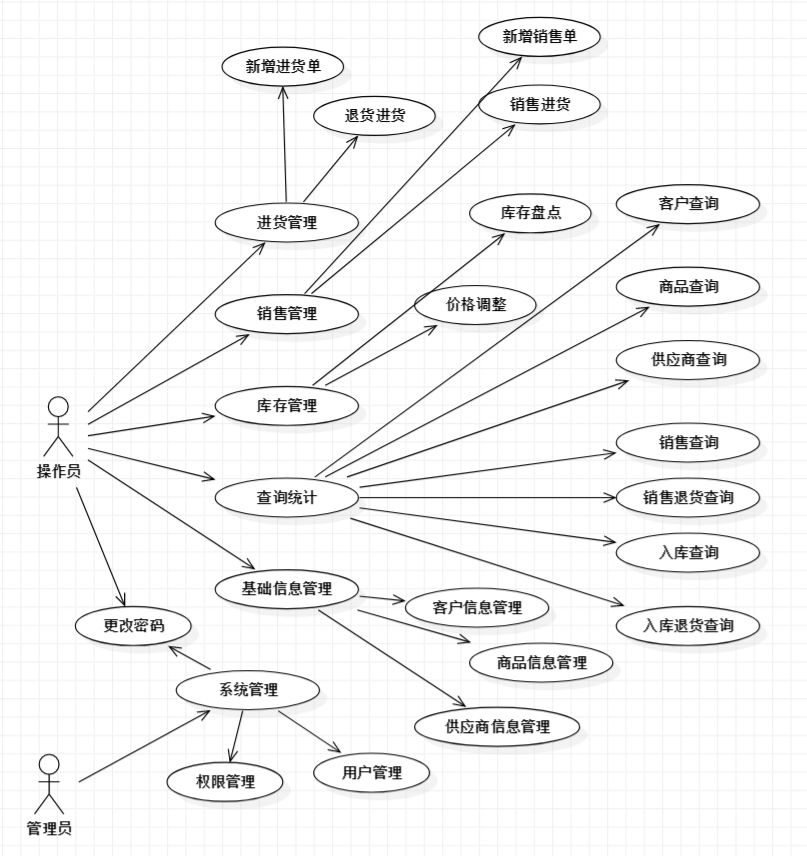 新增销售单
新增进货单
销售进货
退货进货
客户查询
库存盘点
进货管理
商品查询
价格调整
销售管理
供应商查询
库存管理
销售查询
操作员
查询统计
销售退货查询
入库查询
基础信息管理
客户信息管理
更改密码
入库退货查询
商品信息管理
系统管理
供应商信息管理
用户管理
权限管理
管理员